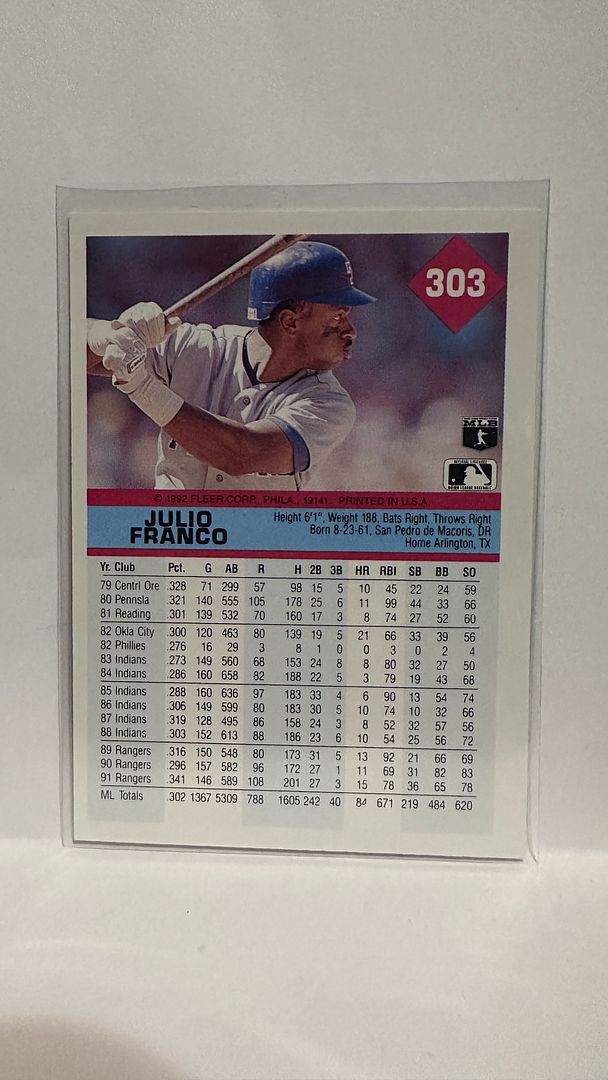 303
MLB
© 1992 FLEER CORP., PHILA., 19141 PRINTED IN U.S.A.
JULIO
FRANCO
Height 6'1", Weight 188, Bats Right, Throws Right
Born 8-23-61, San Pedro de Macoris, DR
Home Arlington, TX
Yr. Club Pct. G AB R H 2B 3B HR RBI SB BB SO
79 Centrl Ore .328 71 299 57 98 15 5 10 45 22 24 59
80 Pennsla .321 140 555 105 178 25 6 11 99 44 33 66
81 Reading .301 139 532 70 160 17 3 8 74 27 52 60
82 Okla City .300 120 463 80 139 19 5 21 66 33 39 56
82 Phillies .276 16 29 3 8 1 0 0 3 0 2 4
83 Indians .273 149 560 68 153 24 8 8 80 32 27 50
84 Indians .286 160 658 82 188 22 5 3 79 19 43 68
85 Indians .288 160 636 97 183 33 4 6 90 13 54 74
86 Indians .306 149 599 80 183 30 5 10 74 10 32 66
87 Indians .319 128 495 86 158 24 3 8 52 32 57 56
88 Indians .303 152 613 88 186 23 6 10 54 25 56 72
89 Rangers .316 150 548 80 173 31 5 13 92 21 66 69
90 Rangers .296 157 582 96 172 27 1 11 69 31 82 83
91 Rangers .341 146 589 108 201 27 3 15 78 36 65 78
ML Totals .302 1367 5309 788 1605 242 40 84 671 219 484 620